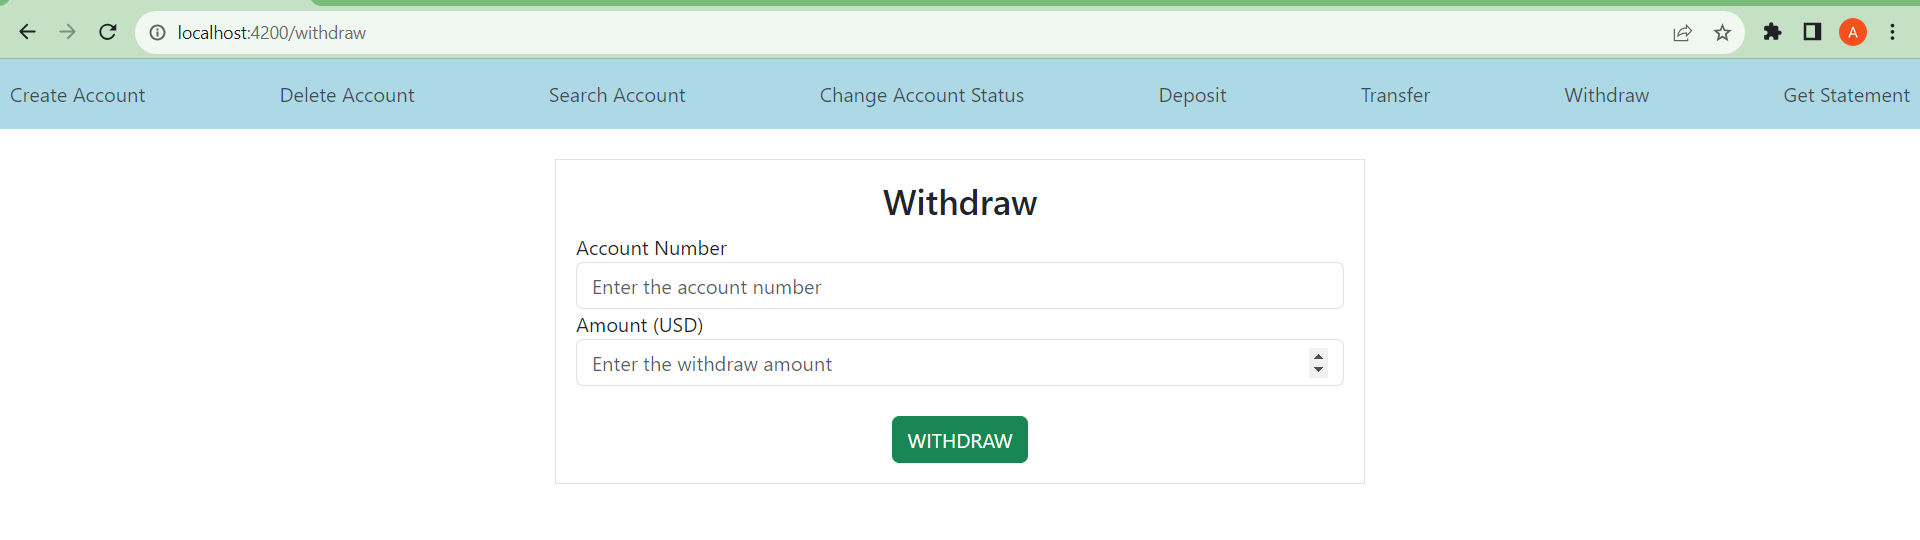 localhost:4200/withdraw
A
Create Account Delete Account Search Account Change Account Status Deposit Transfer Withdraw Get Statement
Withdraw
Account Number
Enter the account number
Amount (USD)
Enter the withdraw amount
WITHDRAW